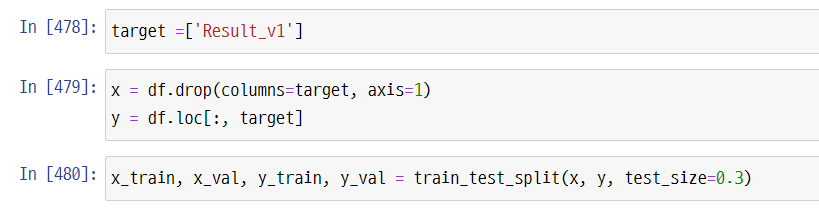 In [478]: target =['Result_v1']
In [479]: x = df.drop(columns=target, axis=1)
y = df.loc[:, target]
In [480]: x_train, x_val, y_train, y_val = train_test_split(x, y, test_size=0.3)